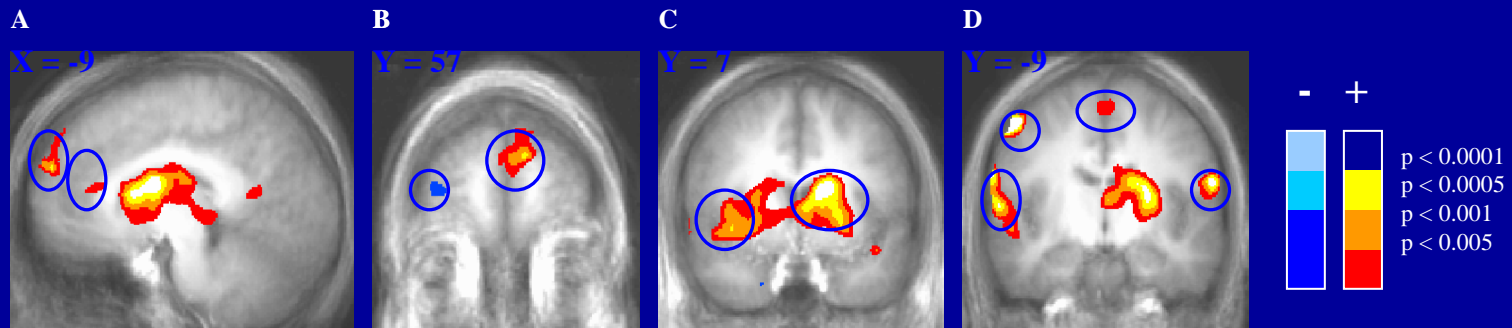 A
B
C
D
X = -9
Y = 57
Y = 7
Y = -9
- +
p < 0.0001
p < 0.0005
p < 0.001
p < 0.005